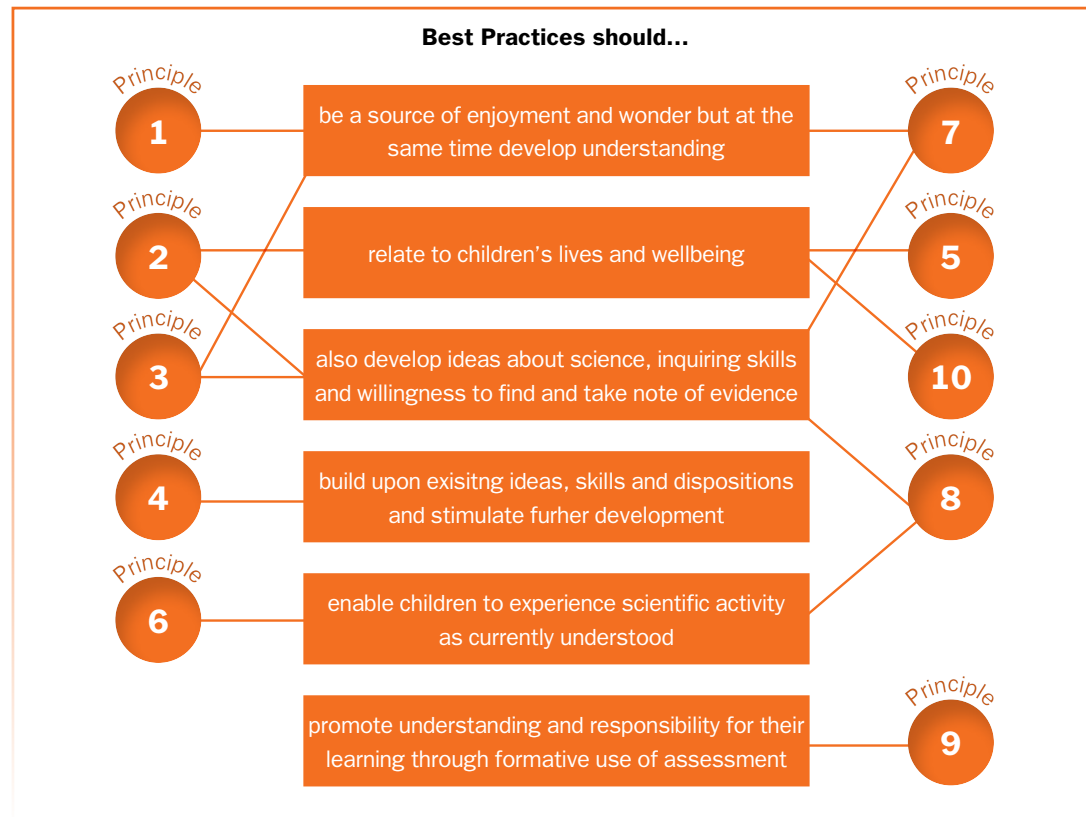 Best Practices should...
Principle
1
be a source of enjoyment and wonder but at the
same time develop understanding
Principle
7
Principle
2
relate to children's lives and wellbeing
Principle
5
Principle
3
also develop ideas about science, inquiring skills
and willingness to find and take note of evidence
Principle
10
Principle
4
build upon exisitng ideas, skills and dispositions
and stimulate furher development
Principle
8
Principle
6
enable children to experience scientific activity
as currently understood
promote understanding and responsibility for their
learning through formative use of assessment
Principle
9